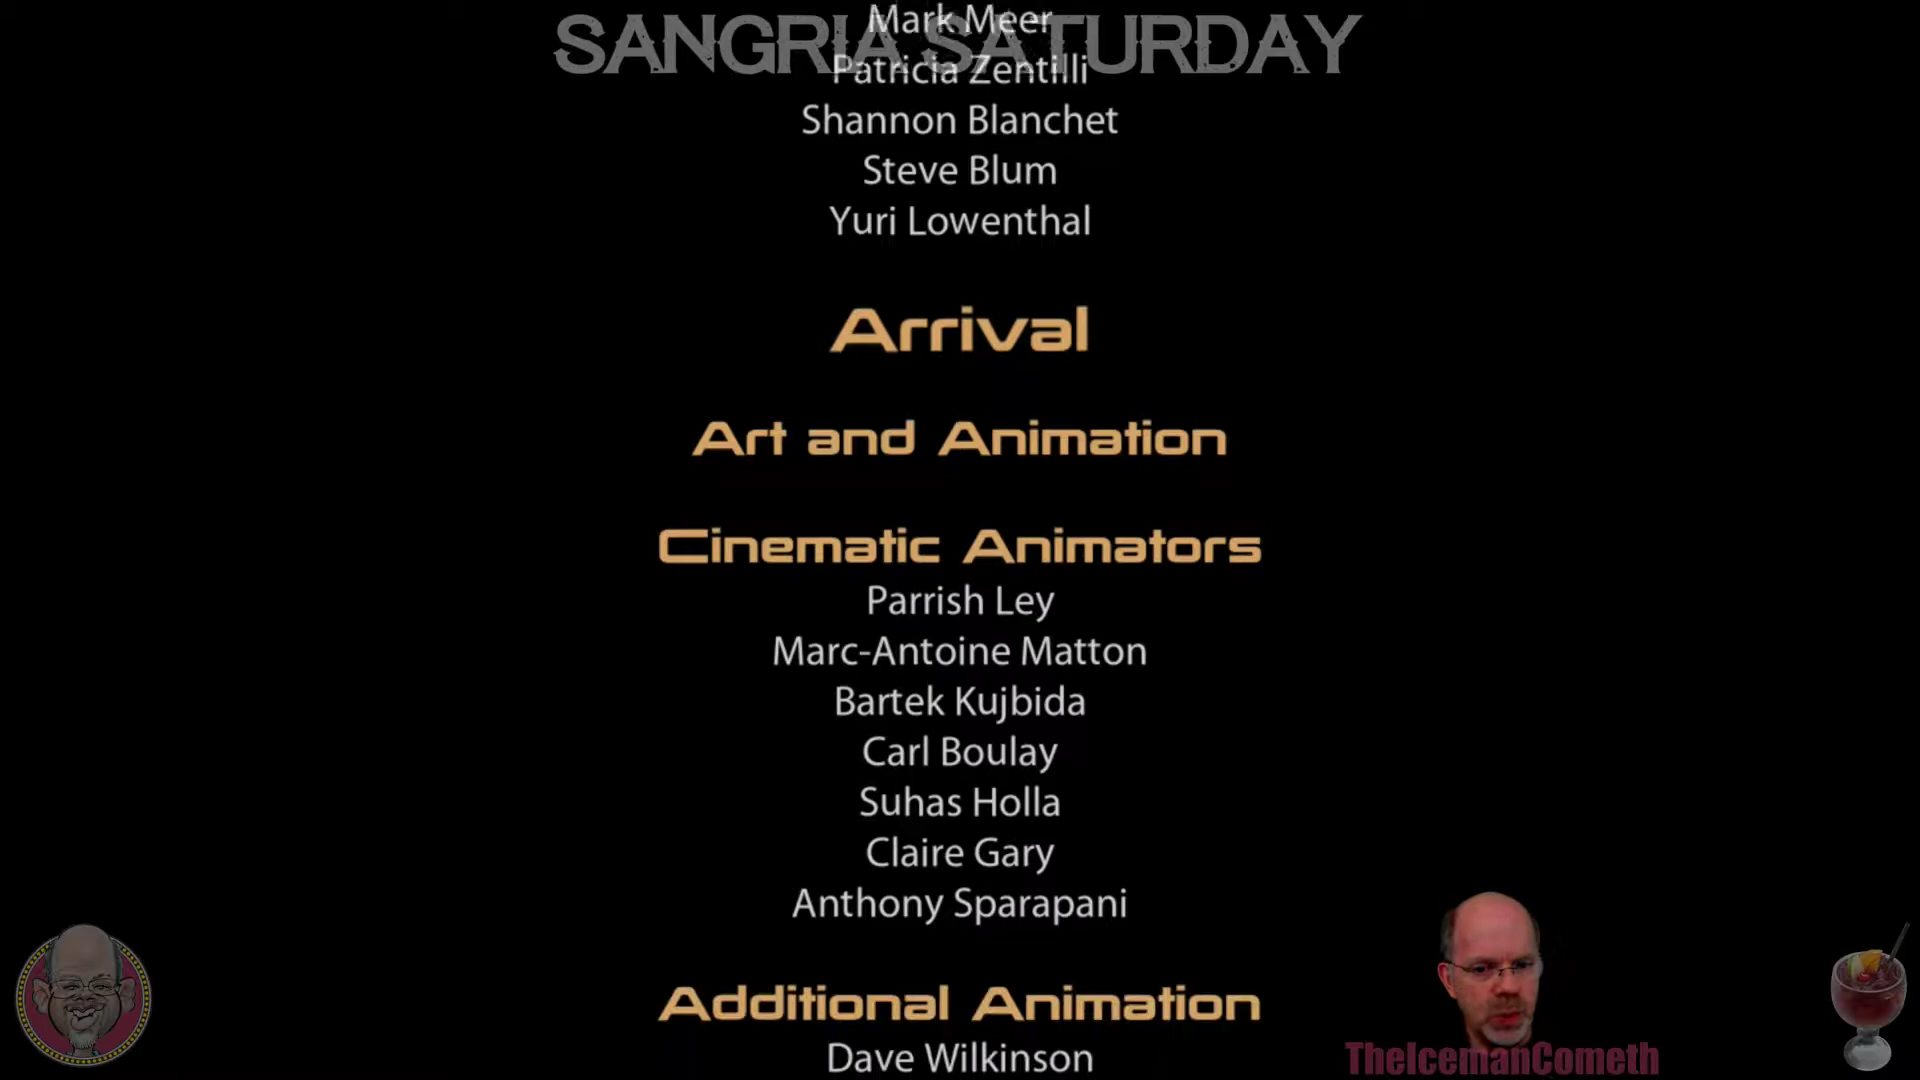 SANGRIA SATURDAY
Mark Meer
Patricia Zentilli
Shannon Blanchet
Steve Blum
Yuri Lowenthal
Arrival
Art and Animation
Cinematic Animators
Parrish Ley
Marc-Antoine Matton
Bartek Kujbida
Carl Boulay
Suhas Holla
Claire Gary
Anthony Sparapani
Additional Animation
Dave Wilkinson
TheIcemanCometh